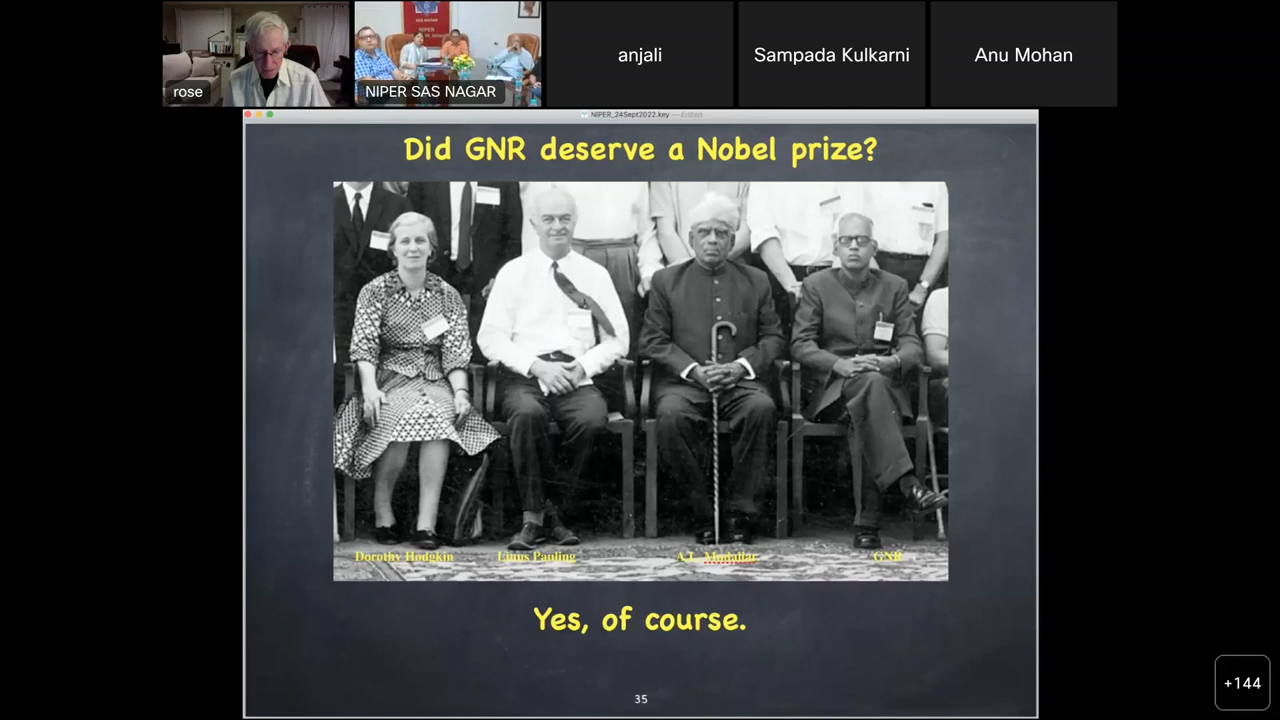 rose
NIPER SAS NAGAR
anjali
Sampada Kulkarni
Anu Mohan
NIPER_24Sept2022.key — Edited
Did GNR deserve a Nobel prize?
Dorothy Hodgkin
Linus Pauling
A.L. Mudaliar
GNR
Yes, of course.
35
+144